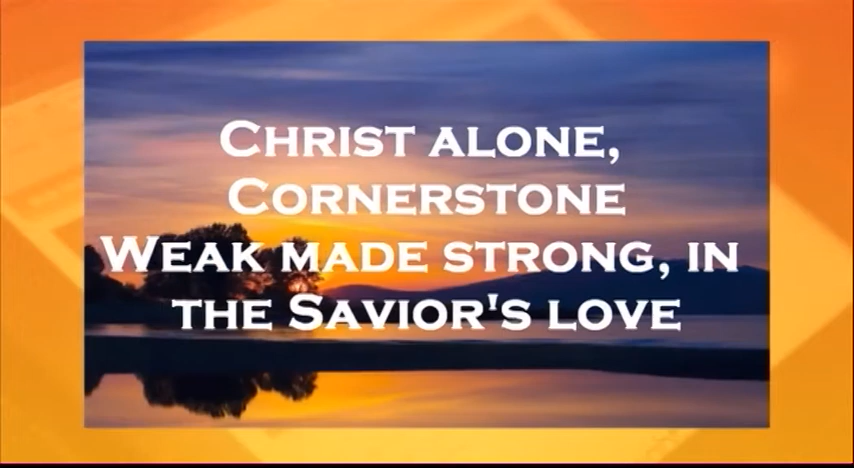 Christ alone,
Cornerstone
Weak made strong, in
the Savior's love